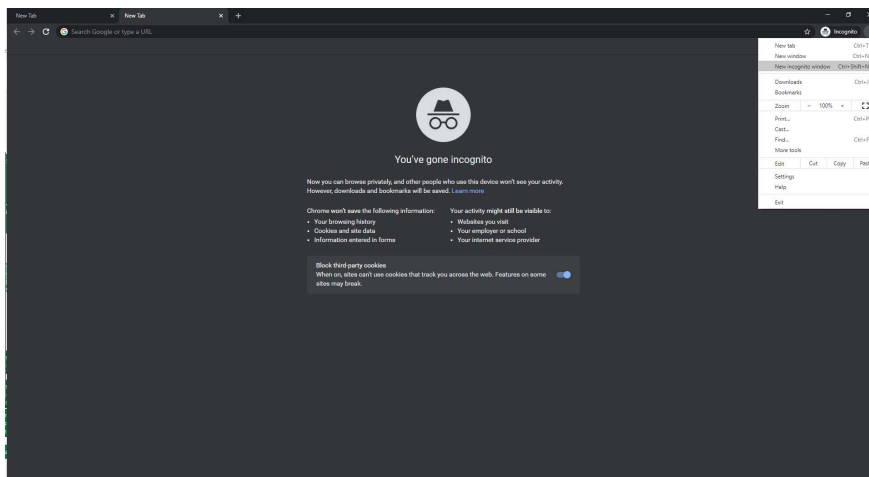 New Tab
New Tab
Search Google or type a URL
Incognito
New tab Ctrl+T
New window Ctrl+N
New incognito window Ctrl+Shift+N
Downloads Ctrl+J
Bookmarks
Zoom - 100% +
Print... Ctrl+P
Cast...
Find... Ctrl+F
More tools
Edit Cut Copy Past
Settings
Help
Exit
You've gone incognito
Now you can browse privately, and other people who use this device won't see your activity.
However, downloads and bookmarks will be saved. Learn more
Chrome won't save the following information:
• Your browsing history
• Cookies and site data
• Information entered in forms
Your activity might still be visible to:
• Websites you visit
• Your employer or school
• Your internet service provider
Block third-party cookies
When on, sites can't use cookies that track you across the web. Features on some
sites may break.